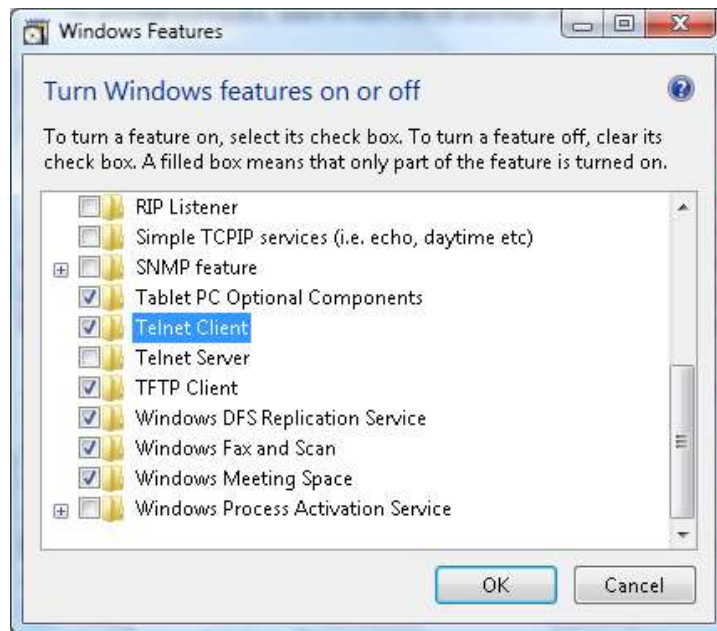 Windows Features
Turn Windows features on or off
To turn a feature on, select its check box. To turn a feature off, clear its
check box. A filled box means that only part of the feature is turned on.
RIP Listener
Simple TCPIP services (i.e. echo, daytime etc)
SNMP feature
Tablet PC Optional Components
Telnet Client
Telnet Server
TFTP Client
Windows DFS Replication Service
Windows Fax and Scan
Windows Meeting Space
Windows Process Activation Service
OK Cancel